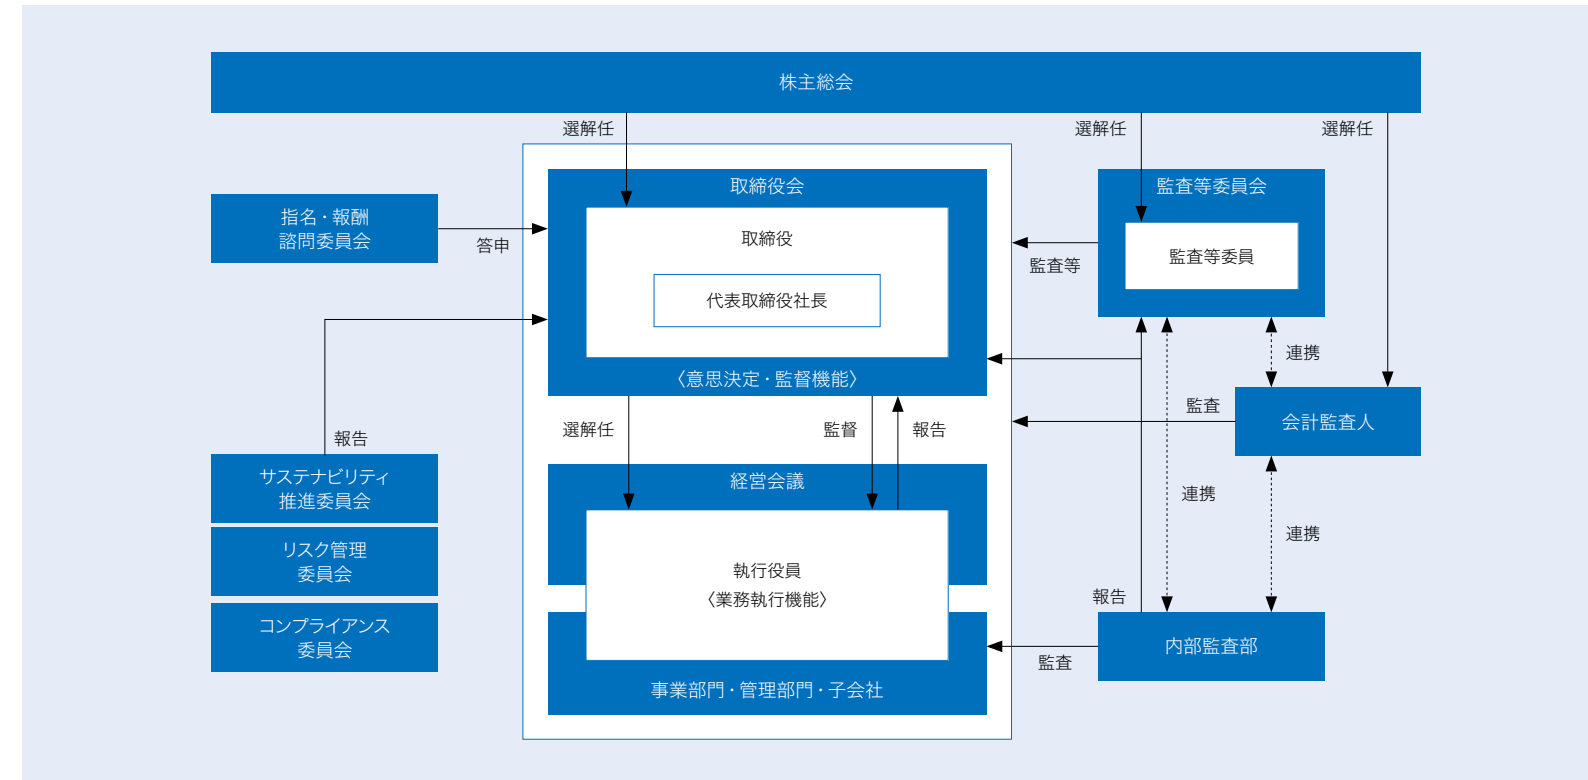 株主総会
選解任
選解任
選解任
取締役会
監査等委員会
指名・報酬
諮問委員会
答申
取締役
代表取締役社長
〈意思決定・監督機能〉
監査等
監査等委員
連携
監査
会計監査人
選解任
監督
報告
報告
サステナビリティ
推進委員会
リスク管理
委員会
コンプライアンス
委員会
経営会議
執行役員
〈業務執行機能〉
事業部門・管理部門・子会社
連携
連携
報告
監査
内部監査部